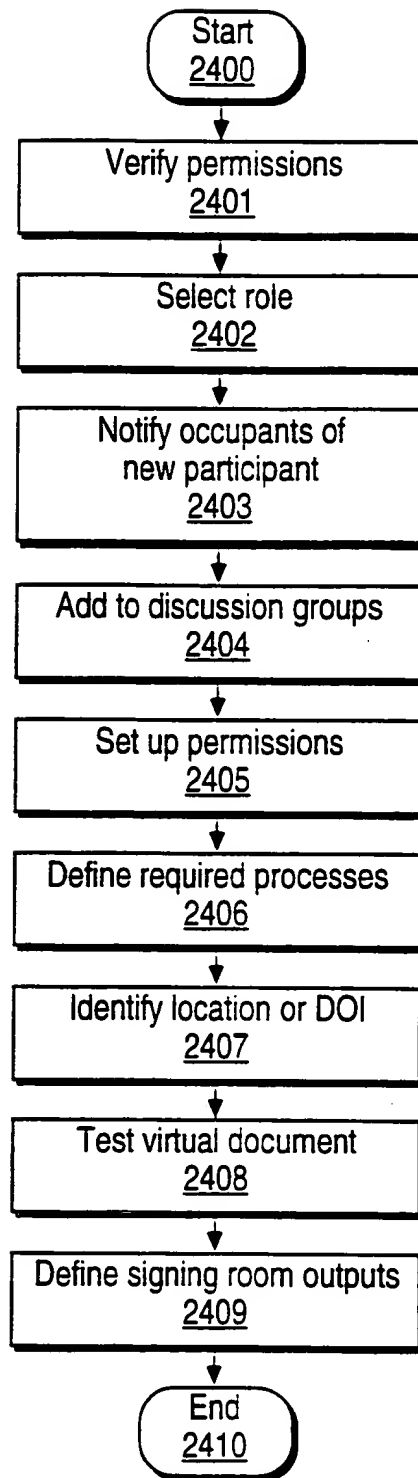 Start
2400
Verify permissions
2401
Select role
2402
Notify occupants of
new participant
2403
Add to discussion groups
2404
Set up permissions
2405
Define required processes
2406
Identify location or DOI
2407
Test virtual document
2408
Define signing room outputs
2409
End
2410